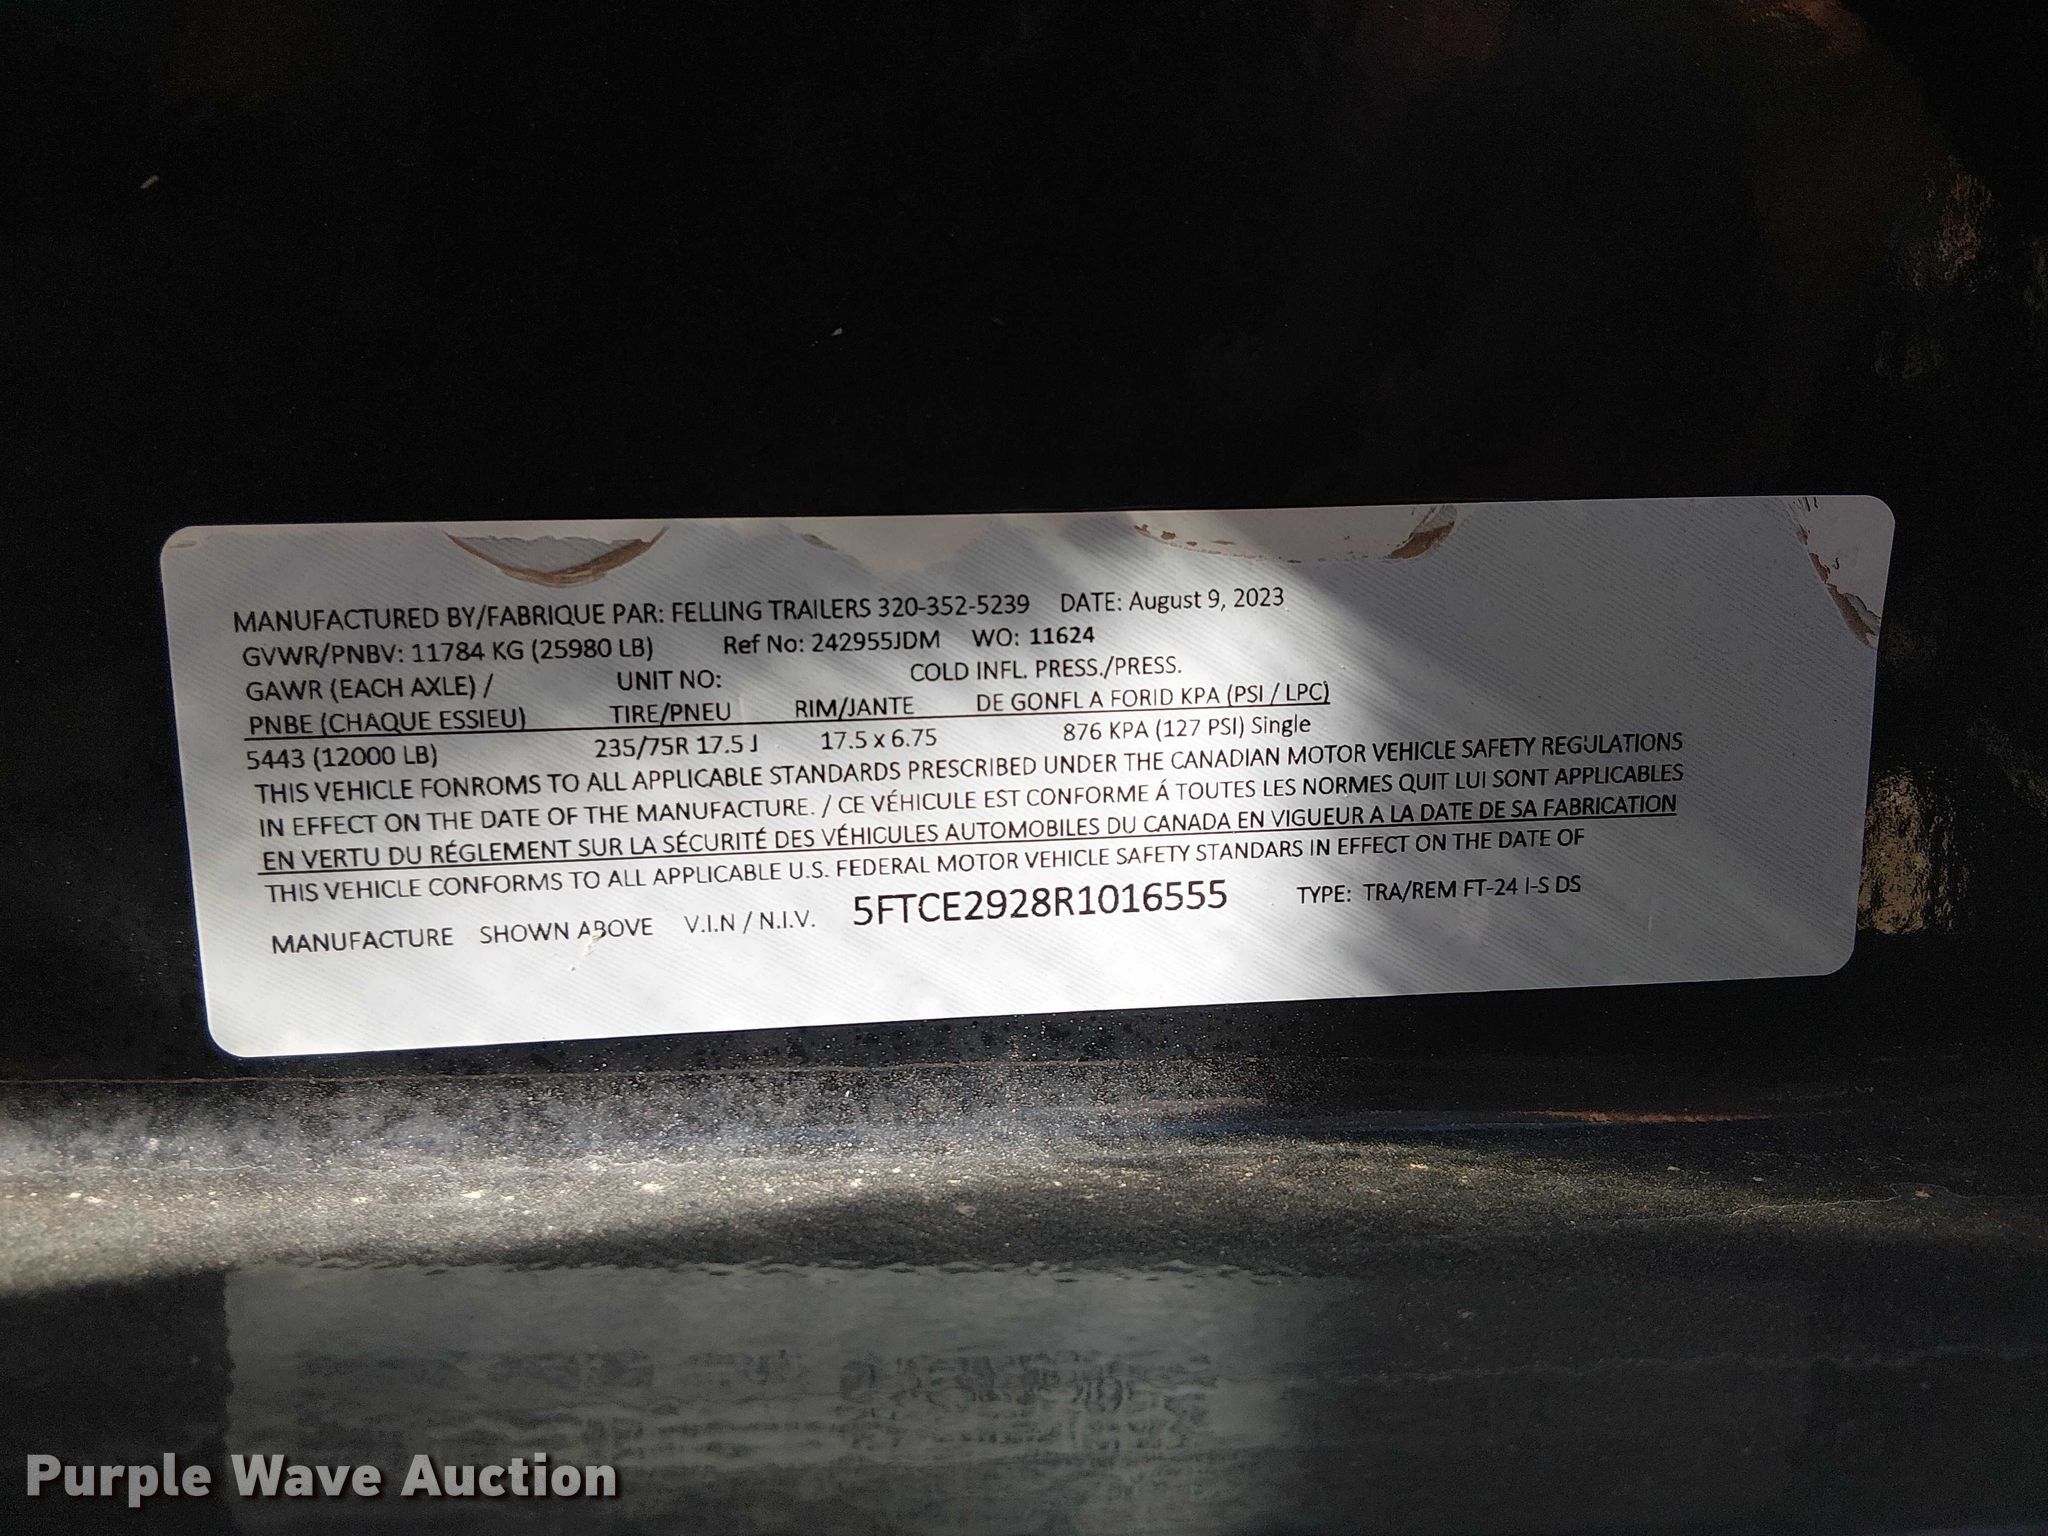 MANUFACTURED BY/FABRIQUE PAR: FELLING TRAILERS 320-352-5239 DATE: August 9, 2023
GVWR/PNBV: 11784 KG (25980 LB) Ref No: 242955JDM WO: 11624
GAWR (EACH AXLE) / UNIT NO: COLD INFL. PRESS./PRESS.
PNBE (CHAQUE ESSIEU) TIRE/PNEU RIM/JANTE DE GONFL A FORID KPA (PSI / LPC)
5443 (12000 LB) 235/75R 17.5 J 17.5 x 6.75 876 KPA (127 PSI) Single
THIS VEHICLE FONROMS TO ALL APPLICABLE STANDARDS PRESCRIBED UNDER THE CANADIAN MOTOR VEHICLE SAFETY REGULATIONS
IN EFFECT ON THE DATE OF THE MANUFACTURE. / CE VÉHICULE EST CONFORME Á TOUTES LES NORMES QUIT LUI SONT APPLICABLES
EN VERTU DU RÉGLEMENT SUR LA SÉCURITÉ DES VÉHICULES AUTOMOBILES DU CANADA EN VIGUEUR A LA DATE DE SA FABRICATION
THIS VEHICLE CONFORMS TO ALL APPLICABLE U.S. FEDERAL MOTOR VEHICLE SAFETY STANDARS IN EFFECT ON THE DATE OF
MANUFACTURE SHOWN ABOVE V.I.N / N.I.V. 5FTCE2928R1016555 TYPE: TRA/REM FT-24 I-S DS
Purple Wave Auction